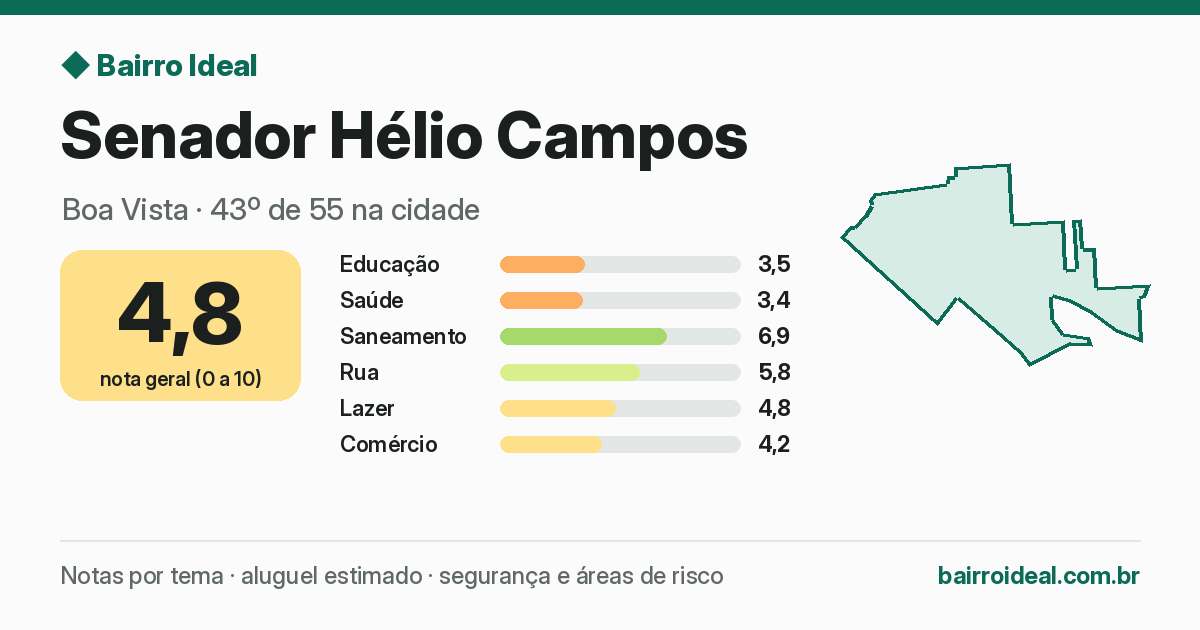 Bairro Ideal
Senador Hélio Campos
Boa Vista · 43º de 55 na cidade
4,8
nota geral (0 a 10)
Educação 3,5
Saúde 3,4
Saneamento 6,9
Rua 5,8
Lazer 4,8
Comércio 4,2
Notas por tema · aluguel estimado · segurança e áreas de risco
bairroideal.com.br